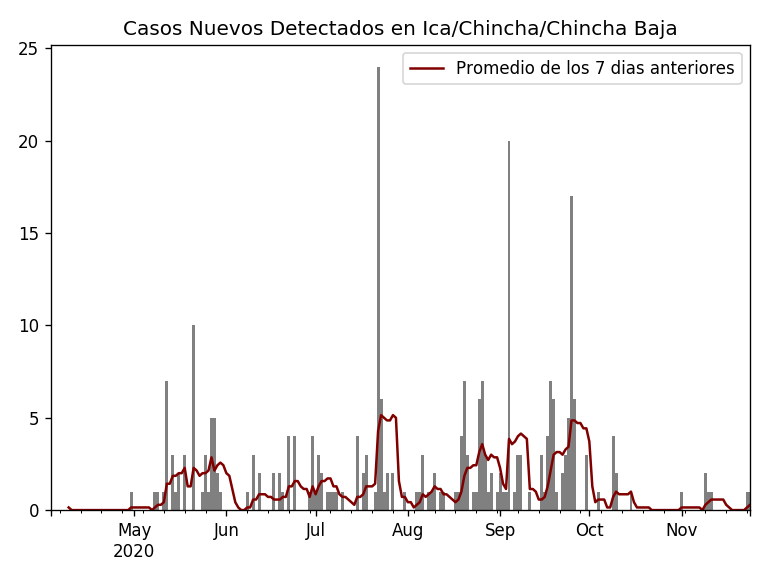 Casos Nuevos Detectados en Ica/Chincha/Chincha Baja
Promedio de los 7 dias anteriores
25
20
15
10
5
0
May Jun Jul Aug Sep Oct Nov
2020